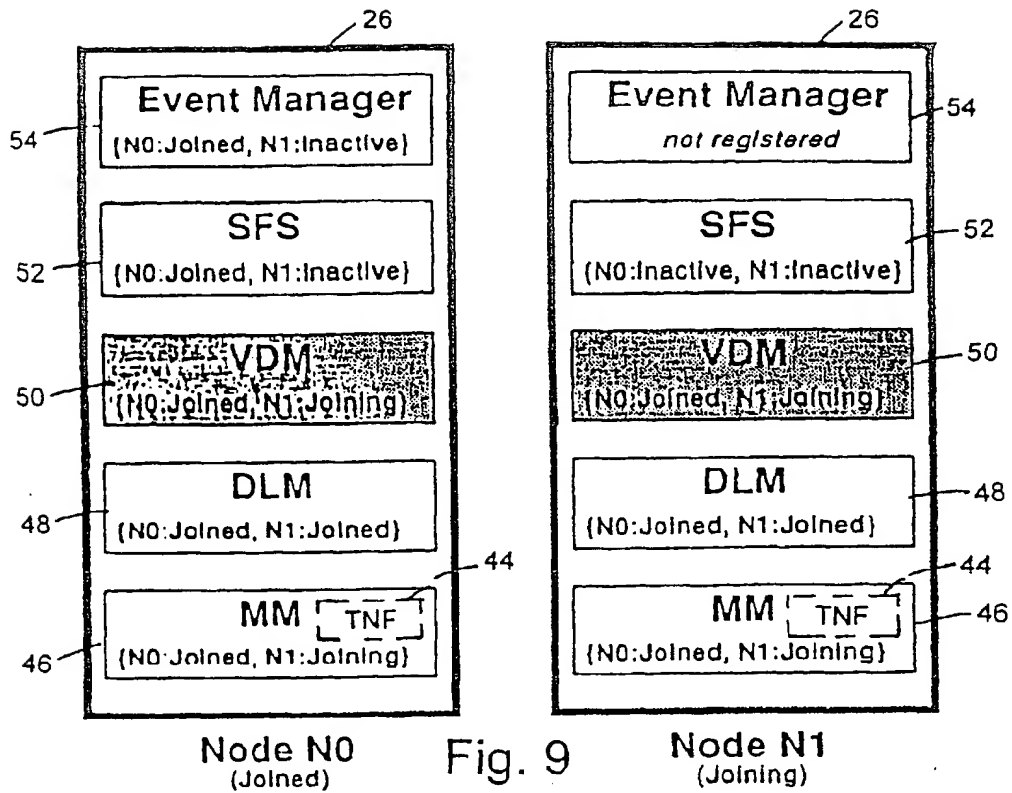 26
Event Manager
54
{N0:Joined, N1:Inactive}
SFS
52
{N0:Joined, N1:Inactive}
VDM
50
{N0:Joined, N1:Joining}
DLM
48
{N0:Joined, N1:Joined}
44
MM
TNF
46
{N0:Joined, N1:Joining}
Node N0
(Joined)
26
Event Manager
54
not registered
SFS
52
{N0:Inactive, N1:Inactive}
VDM
50
{N0:Joined, N1:Joining}
DLM
48
{N0:Joined, N1:Joined}
44
MM
TNF
46
{N0:Joined, N1:Joining}
Node N1
(Joining)
Fig. 9